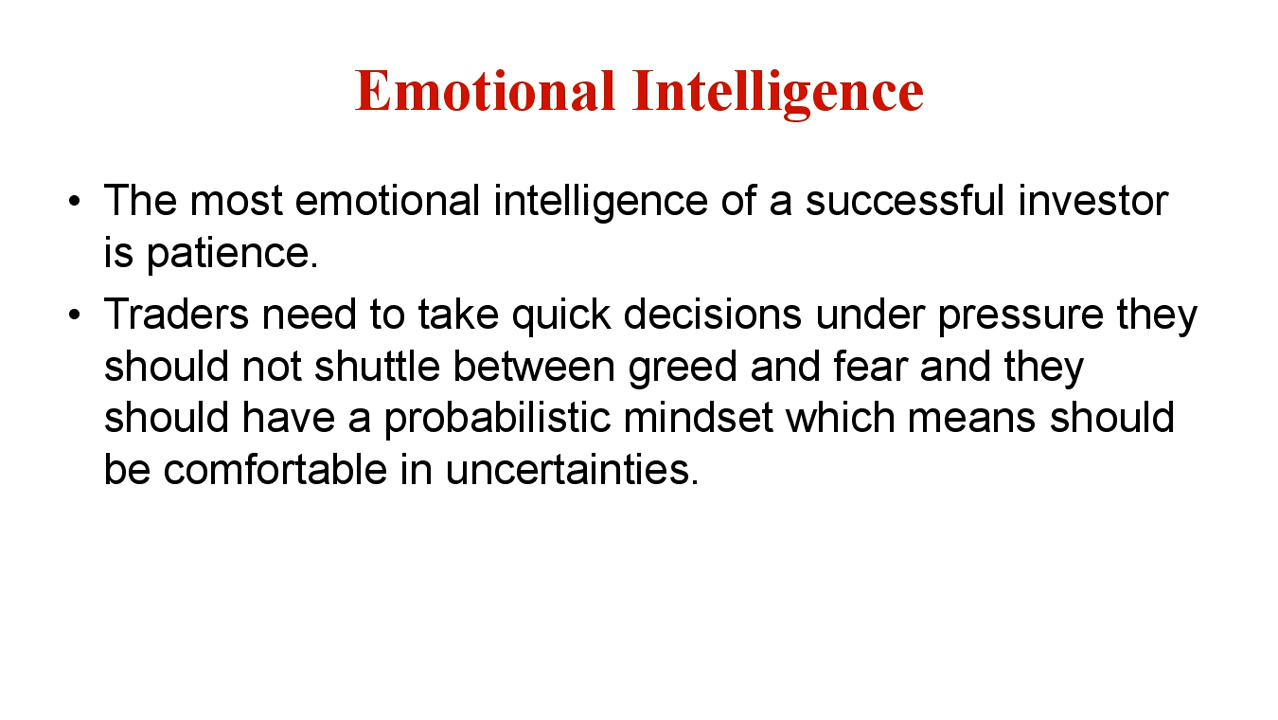 Emotional Intelligence
• The most emotional intelligence of a successful investor
is patience.
• Traders need to take quick decisions under pressure they
should not shuttle between greed and fear and they
should have a probabilistic mindset which means should
be comfortable in uncertainties.